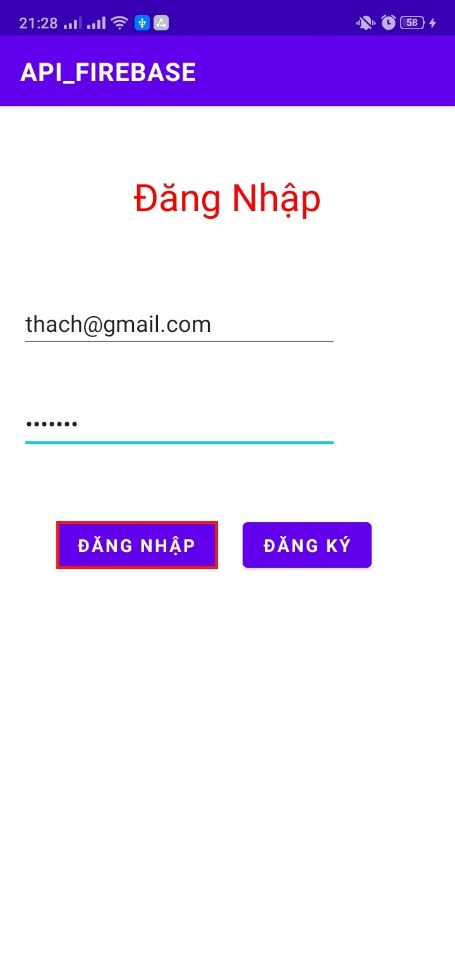 21:28 58
API_FIREBASE
Đăng Nhập
thach@gmail.com
•••••••
ĐĂNG NHẬP ĐĂNG KÝ